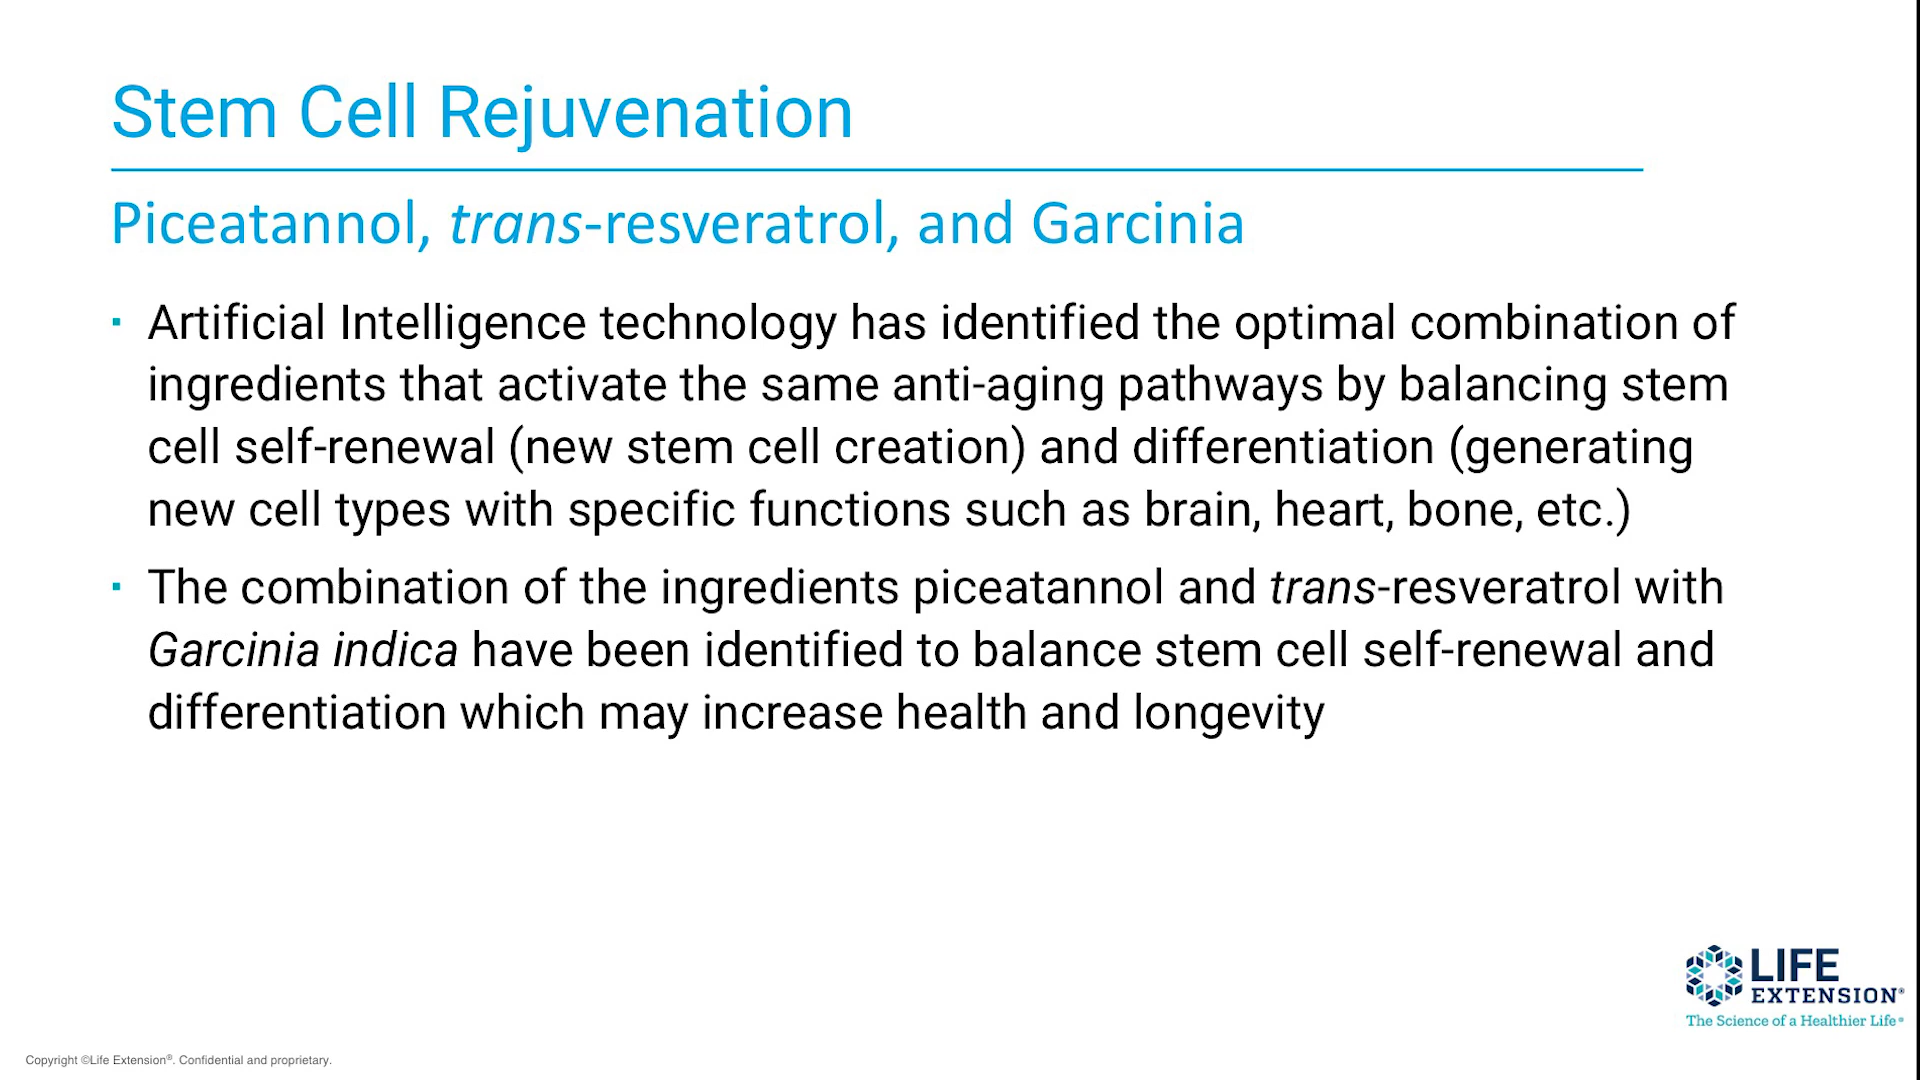 Stem Cell Rejuvenation
Piceatannol, trans-resveratrol, and Garcinia
▪ Artificial Intelligence technology has identified the optimal combination of
ingredients that activate the same anti-aging pathways by balancing stem
cell self-renewal (new stem cell creation) and differentiation (generating
new cell types with specific functions such as brain, heart, bone, etc.)
▪ The combination of the ingredients piceatannol and trans-resveratrol with
Garcinia indica have been identified to balance stem cell self-renewal and
differentiation which may increase health and longevity
LIFE
EXTENSION®
The Science of a Healthier Life®
Copyright ©Life Extension®. Confidential and proprietary.